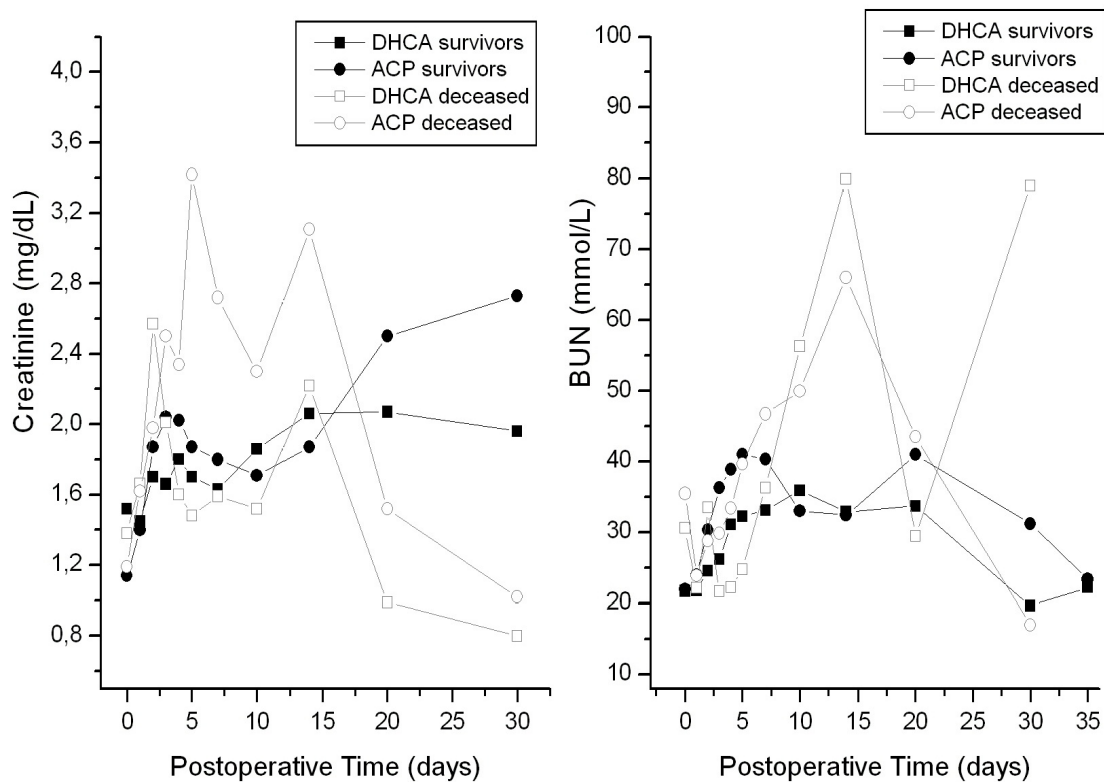 DHCA survivors
ACP survivors
DHCA deceased
ACP deceased
4,0
3,6
3,2
2,8
2,4
2,0
1,6
1,2
0,8
Creatinine (mg/dL)
0 5 10 15 20 25 30
Postoperative Time (days)
DHCA survivors
ACP survivors
DHCA deceased
ACP deceased
100
90
80
70
60
50
40
30
20
10
BUN (mmol/L)
0 5 10 15 20 25 30 35
Postoperative Time (days)